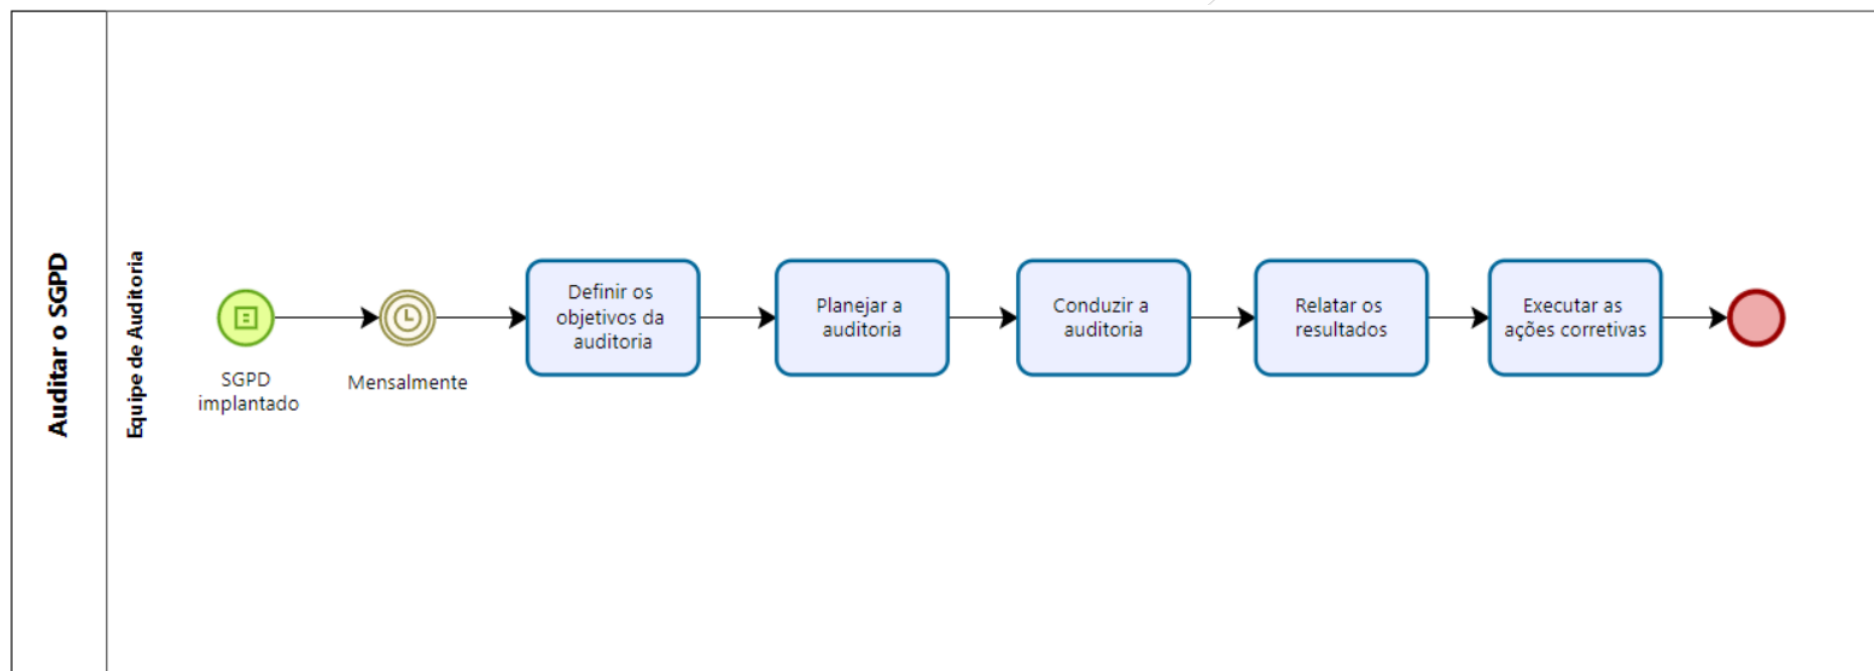 Auditar o SGPD
Equipe de Auditoria
SGPD
implantado
Mensalmente
Definir os
objetivos da
auditoria
Planejar a
auditoria
Conduzir a
auditoria
Relatar os
resultados
Executar as
ações corretivas